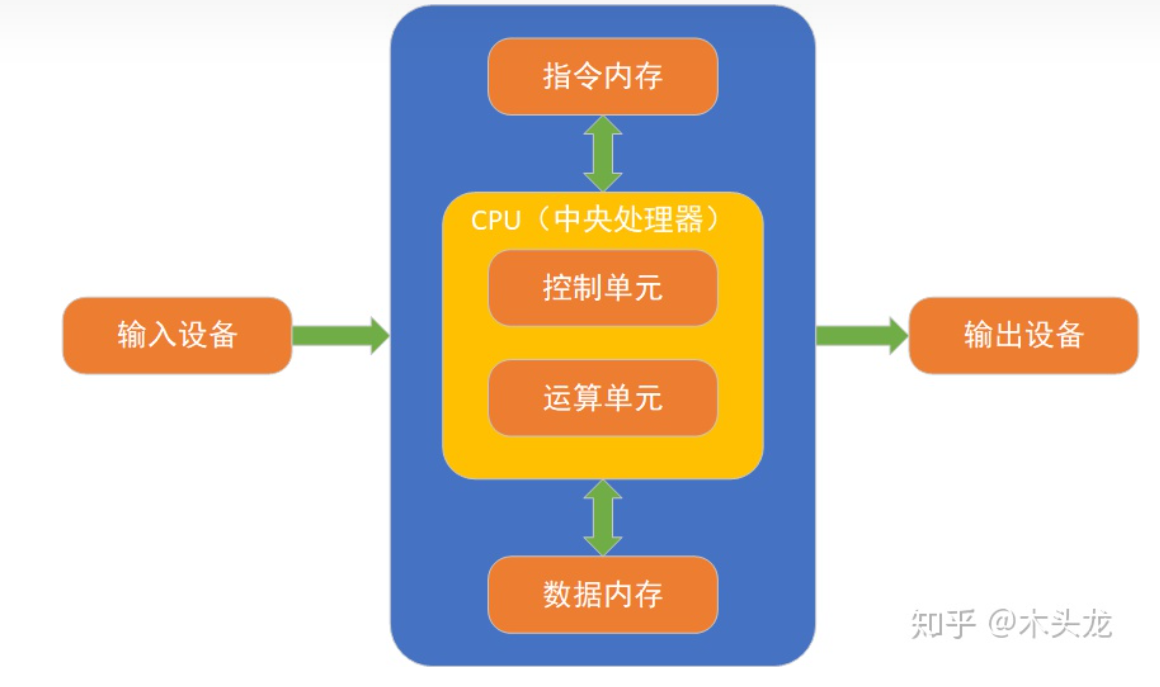 指令内存
CPU（中央处理器）
控制单元
输入设备
输出设备
运算单元
数据内存
知乎 @木头龙